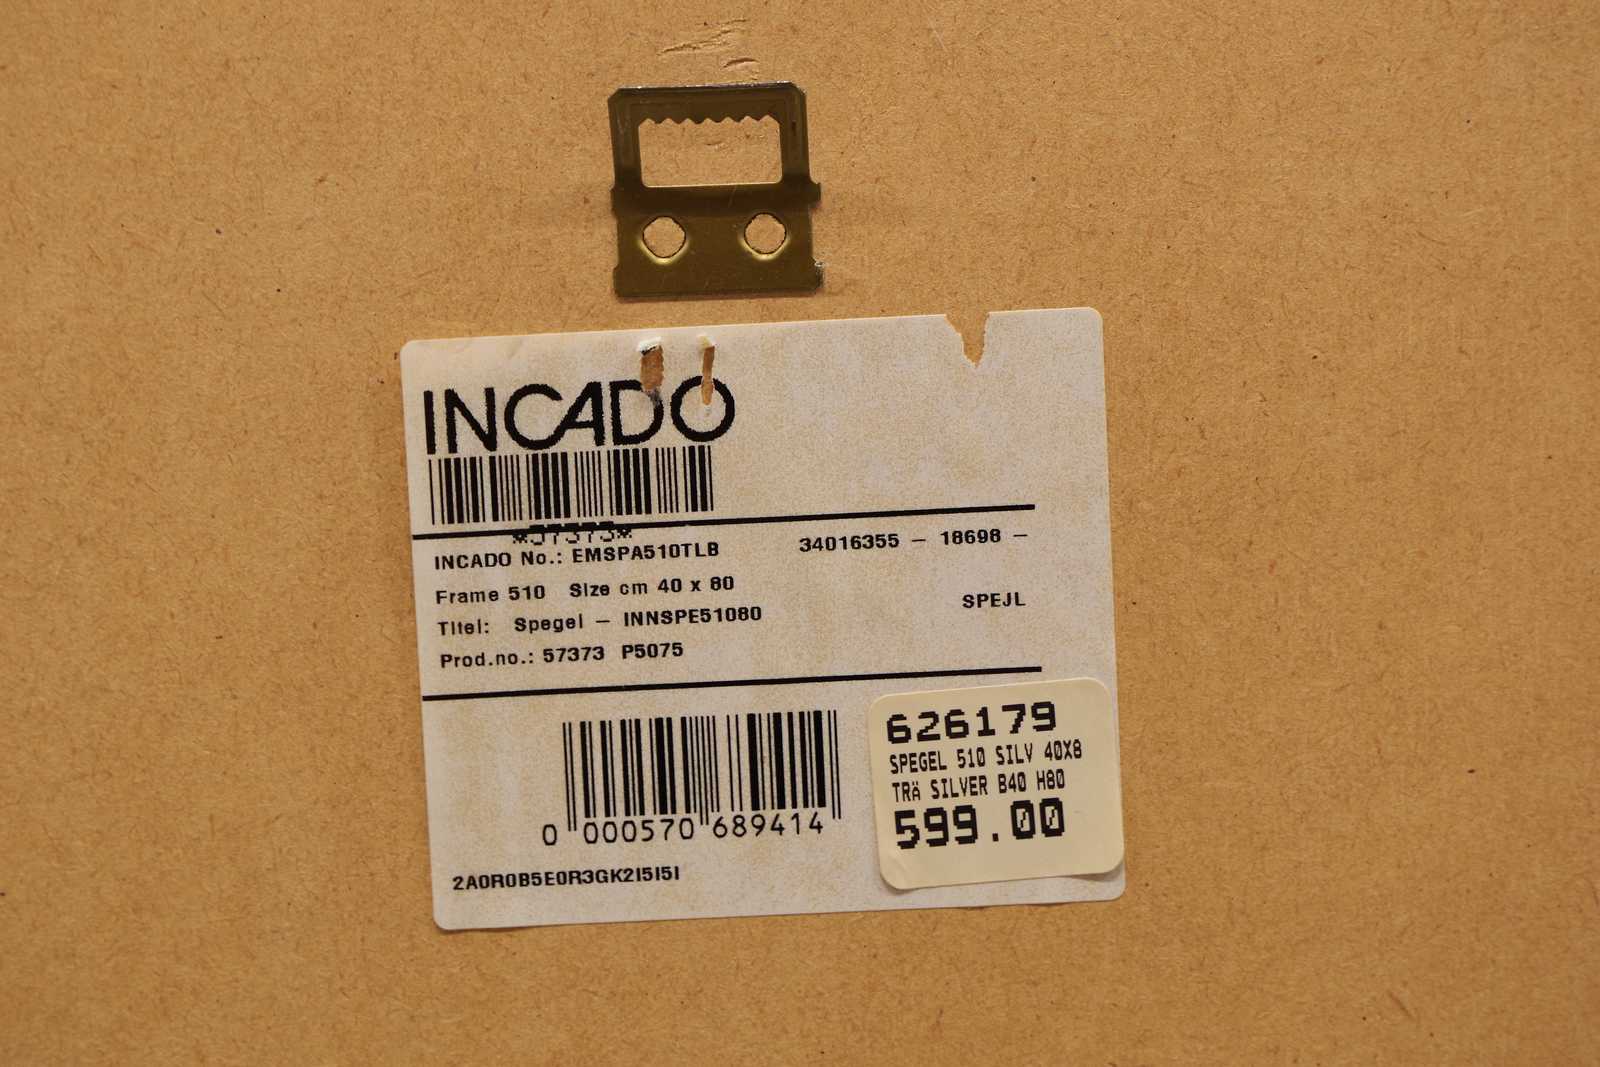 INCADO
*57373*
INCADO No.: EMSPA510TLB 34016355 – 18698 –
Frame 510 Size cm 40 x 80
Titel: Spegel – INNSPE51080 SPEJL
Prod.no.: 57373 P5075
0 000570 689414
2A0R0B5E0R3GK2I5I5I
626179
SPEGEL 510 SILV 40X8
TRÄ SILVER B40 H80
599.00